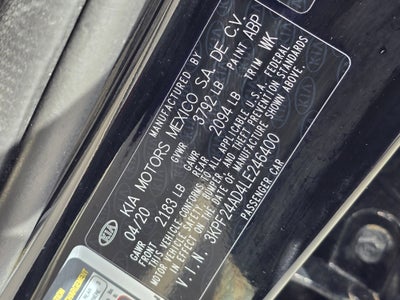 MANUFACTURED BY
KIA KIA MOTORS MEXICO S.A. DE C.V.
04/20 GVWR 3792 LB PAINT ABP
GAWR FRONT 2183 LB GAWR REAR 2094 LB TRIM WK
THIS VEHICLE CONFORMS TO ALL APPLICABLE U.S.A. FEDERAL
MOTOR VEHICLE SAFETY, BUMPER, AND THEFT PREVENTION STANDARDS
IN EFFECT ON THE DATE OF MANUFACTURE SHOWN ABOVE.
V.I.N. 3KPF24AD4LE246400
PASSENGER CAR